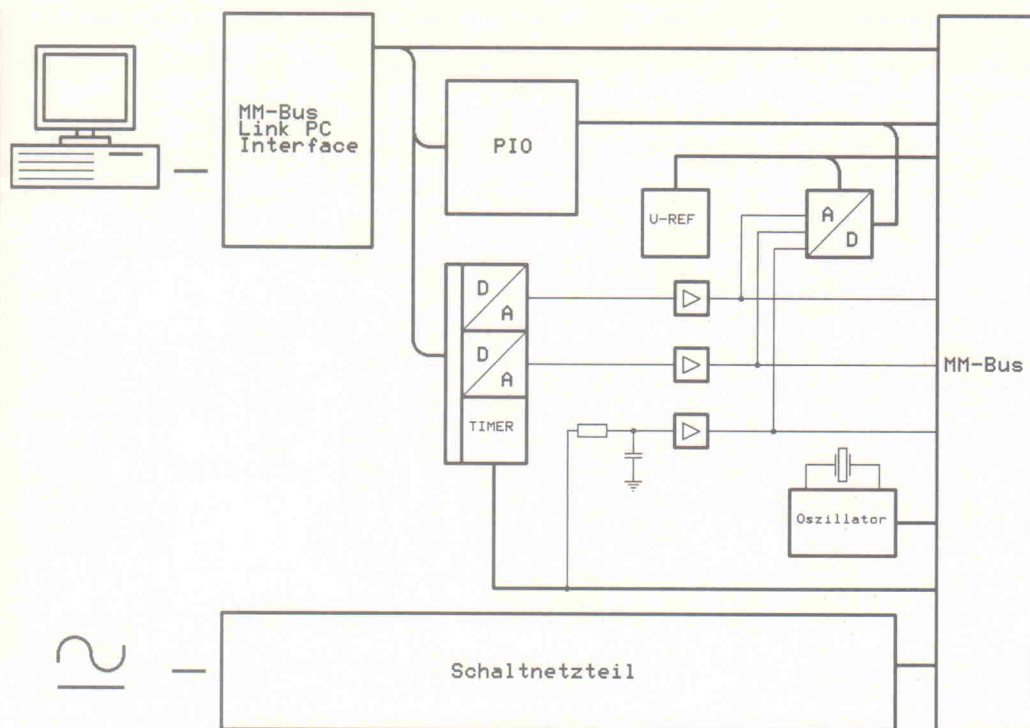 MM-Bus
Link PC
Interface
PIO
U-REF
A
D
D
A
D
A
MM-Bus
TIMER
Oszillator
Schaltnetzteil